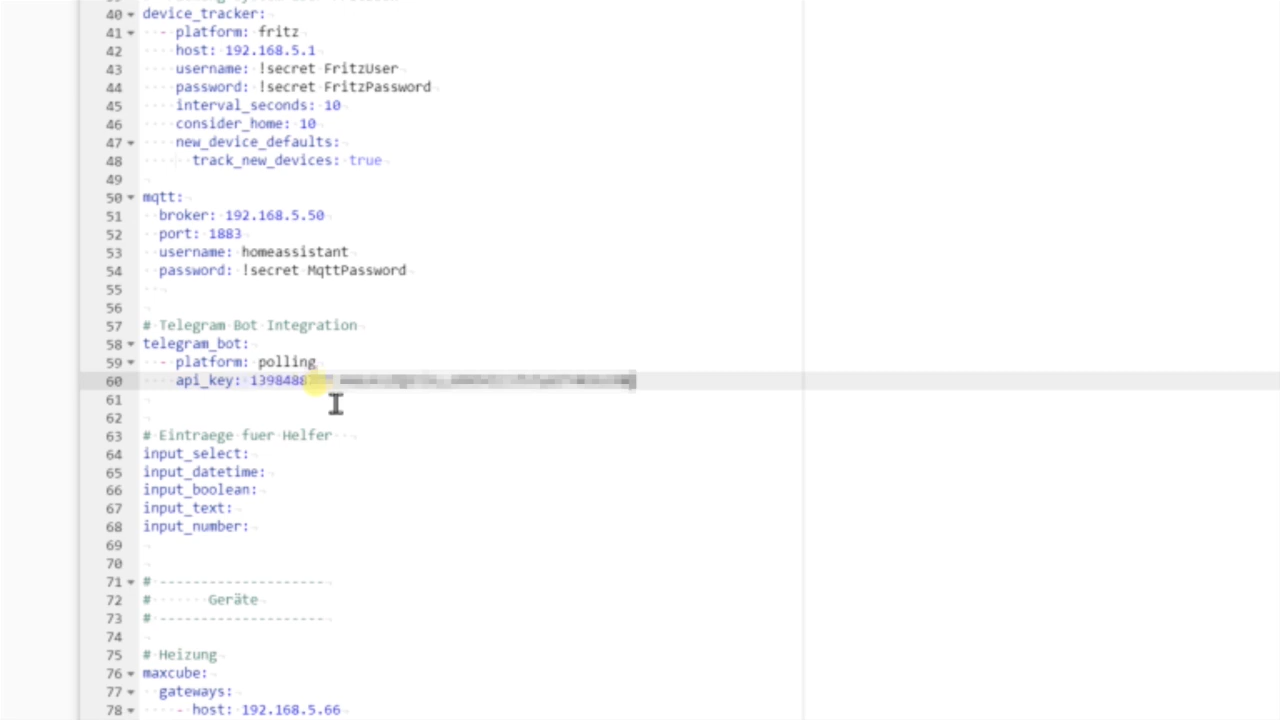 40 device_tracker:
41 - platform: fritz
42 host: 192.168.5.1
43 username: !secret FritzUser
44 password: !secret FritzPassword
45 interval_seconds: 10
46 consider_home: 10
47 new_device_defaults:
48 track_new_devices: true
49
50 mqtt:
51 broker: 192.168.5.50
52 port: 1883
53 username: homeassistant
54 password: !secret MqttPassword
55
56
57 # Telegram Bot Integration
58 telegram_bot:
59 - platform: polling
60 api_key: 1398488
61
62
63 # Eintraege fuer Helfer
64 input_select:
65 input_datetime:
66 input_boolean:
67 input_text:
68 input_number:
69
70
71 # --------------------
72 # Geräte
73 # --------------------
74
75 # Heizung
76 maxcube:
77 gateways:
78 - host: 192.168.5.66